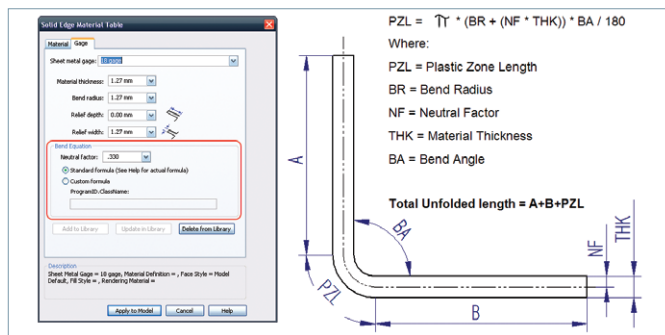 Solid Edge Material Table
Material
Gage
Sheet metal gage:
18 gage
Material thickness:
1.27 mm
Bend radius:
1.27 mm
Relief depth:
0.00 mm
Relief width:
1.27 mm
Bend Equation
Neutral factor:
.330
Standard formula (See Help for actual formula)
Custom formula
ProgramID.ClassName:
Add to Library
Update in Library
Delete from Library
Description
Sheet Metal Gage = 18 gage, Material Definition = , Face Style = Model
Default, Fill Style = , Rendering Material =
Apply to Model
Cancel
Help
PZL = π * (BR + (NF * THK)) * BA / 180
Where:
PZL = Plastic Zone Length
BR = Bend Radius
NF = Neutral Factor
THK = Material Thickness
BA = Bend Angle
Total Unfolded length = A+B+PZL
A
BA
NF
THK
PZL
B